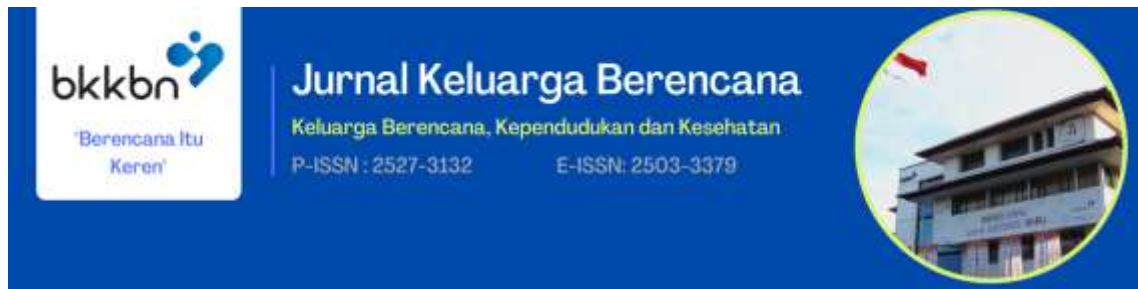 bkkbn
"Berencana Itu
Keren"
Jurnal Keluarga Berencana
Keluarga Berencana, Kependudukan dan Kesehatan
P-ISSN : 2527-3132 E-ISSN: 2503-3379